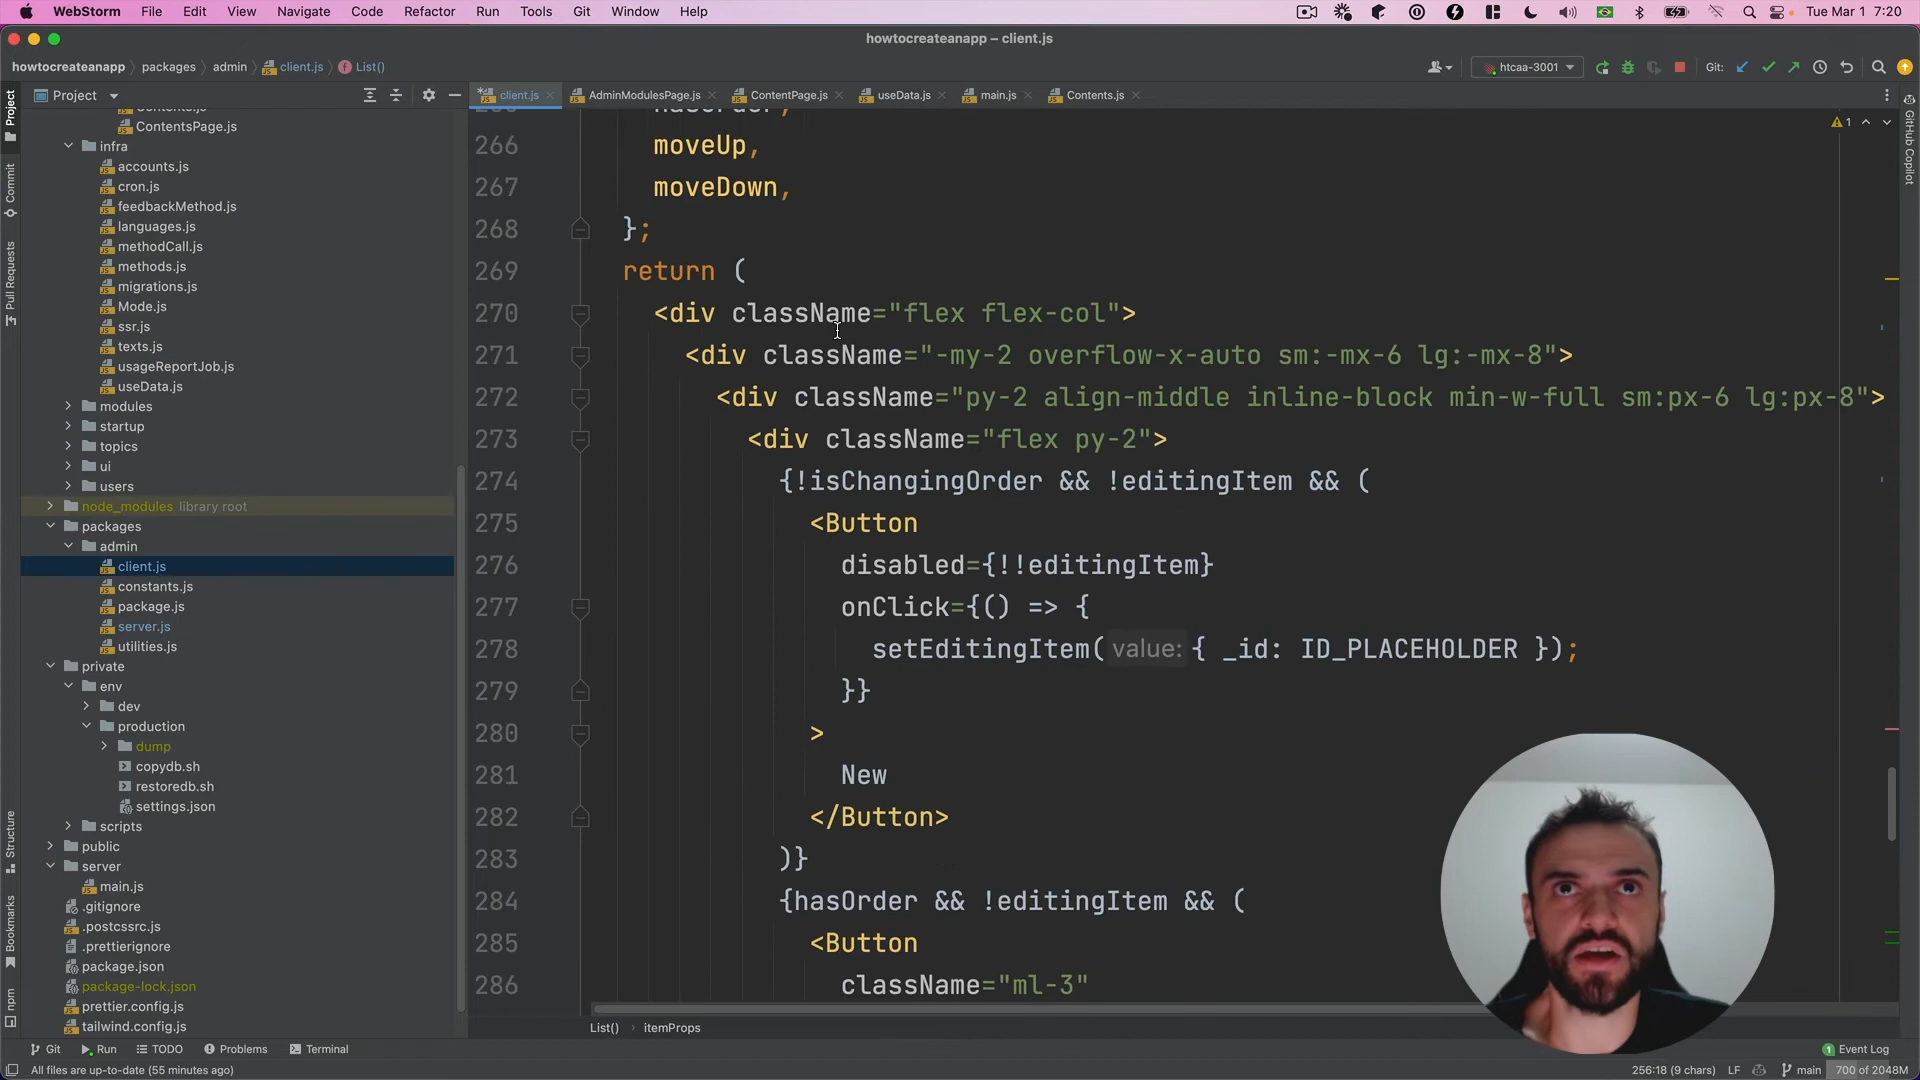 WebStorm File Edit View Navigate Code Refactor Run Tools Git Window Help Tue Mar 1 7:20
howtocreateanapp – client.js
howtocreateanapp packages admin client.js List() htcaa-3001 Git:
Project
client.js AdminModulesPage.js ContentPage.js useData.js main.js Contents.js
Project
Commit
Pull Requests
Structure
Bookmarks
npm
ContentsPage.js
infra
accounts.js
cron.js
feedbackMethod.js
languages.js
methodCall.js
methods.js
migrations.js
Mode.js
ssr.js
texts.js
usageReportJob.js
useData.js
modules
startup
topics
ui
users
node_modules library root
packages
admin
client.js
constants.js
package.js
server.js
utilities.js
private
env
dev
production
dump
copydb.sh
restoredb.sh
settings.json
scripts
public
server
main.js
.gitignore
.postcssrc.js
.prettierignore
package.json
package-lock.json
prettier.config.js
tailwind.config.js
266 moveUp,
267 moveDown,
268 };
269 return (
270 <div className="flex flex-col">
271 <div className="-my-2 overflow-x-auto sm:-mx-6 lg:-mx-8">
272 <div className="py-2 align-middle inline-block min-w-full sm:px-6 lg:px-8">
273 <div className="flex py-2">
274 {!isChangingOrder && !editingItem && (
275 <Button
276 disabled={!!editingItem}
277 onClick={() => {
278 setEditingItem( value: { _id: ID_PLACEHOLDER });
279 }}
280 >
281 New
282 </Button>
283 )}
284 {hasOrder && !editingItem && (
285 <Button
286 className="ml-3"
1
GitHub Copilot
List() itemProps
Git Run TODO Problems Terminal 1 Event Log
All files are up-to-date (55 minutes ago) 256:18 (9 chars) LF main 700 of 2048M